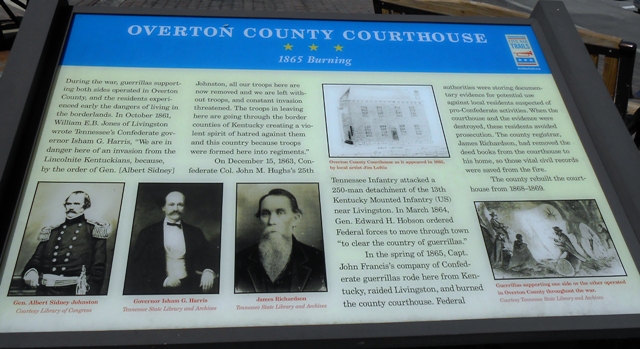 OVERTON COUNTY COURTHOUSE
1865 Burning
TRAILS
During the war, guerrillas support-
ing both sides operated in Overton
County, and the residents experi-
enced early the dangers of living in
the borderlands. In October 1861,
William E.B. Jones of Livingston
wrote Tennessee's Confederate gov-
ernor Isham G. Harris, "We are in
danger here of an invasion from the
Lincolnite Kentuckians, because,
by the order of Gen. [Albert Sidney]
Johnston, all our troops here are
now removed and we are left with-
out troops, and constant invasion
threatened. The troops in leaving
here are going through the border
counties of Kentucky creating a vio-
lent spirit of hatred against them
and this country because troops
were formed here into regiments."
On December 15, 1863, Con-
federate Col. John M. Hughs's 25th
Tennessee Infantry attacked a
250-man detachment of the 13th
Kentucky Mounted Infantry (US)
near Livingston. In March 1864,
Gen. Edward H. Hobson ordered
Federal forces to move through town
"to clear the country of guerrillas."
In the spring of 1865, Capt.
John Francis's company of Confed-
erate guerrillas rode here from Ken-
tucky, raided Livingston, and burned
the county courthouse. Federal
authorities were storing documen-
tary evidence for potential use
against local residents suspected of
pro-Confederate activities. When the
courthouse and the evidence were
destroyed, these residents avoided
prosecution. The county registrar,
James Richardson, had removed the
deed books from the courthouse to
his home, so those vital records
were saved from the fire.
The county rebuilt the court-
house from 1868–1869.
Overton County Courthouse as it appeared in 1865,
by local artist
Gen. Albert Sidney Johnston
Courtesy Library of Congress
Governor Isham G. Harris
Tennessee State Library and Archives
James Richardson
Tennessee State Library and Archives
Guerrillas supporting one side or the other operated
in Overton County throughout the war.
Courtesy Tennessee State Library and Archives